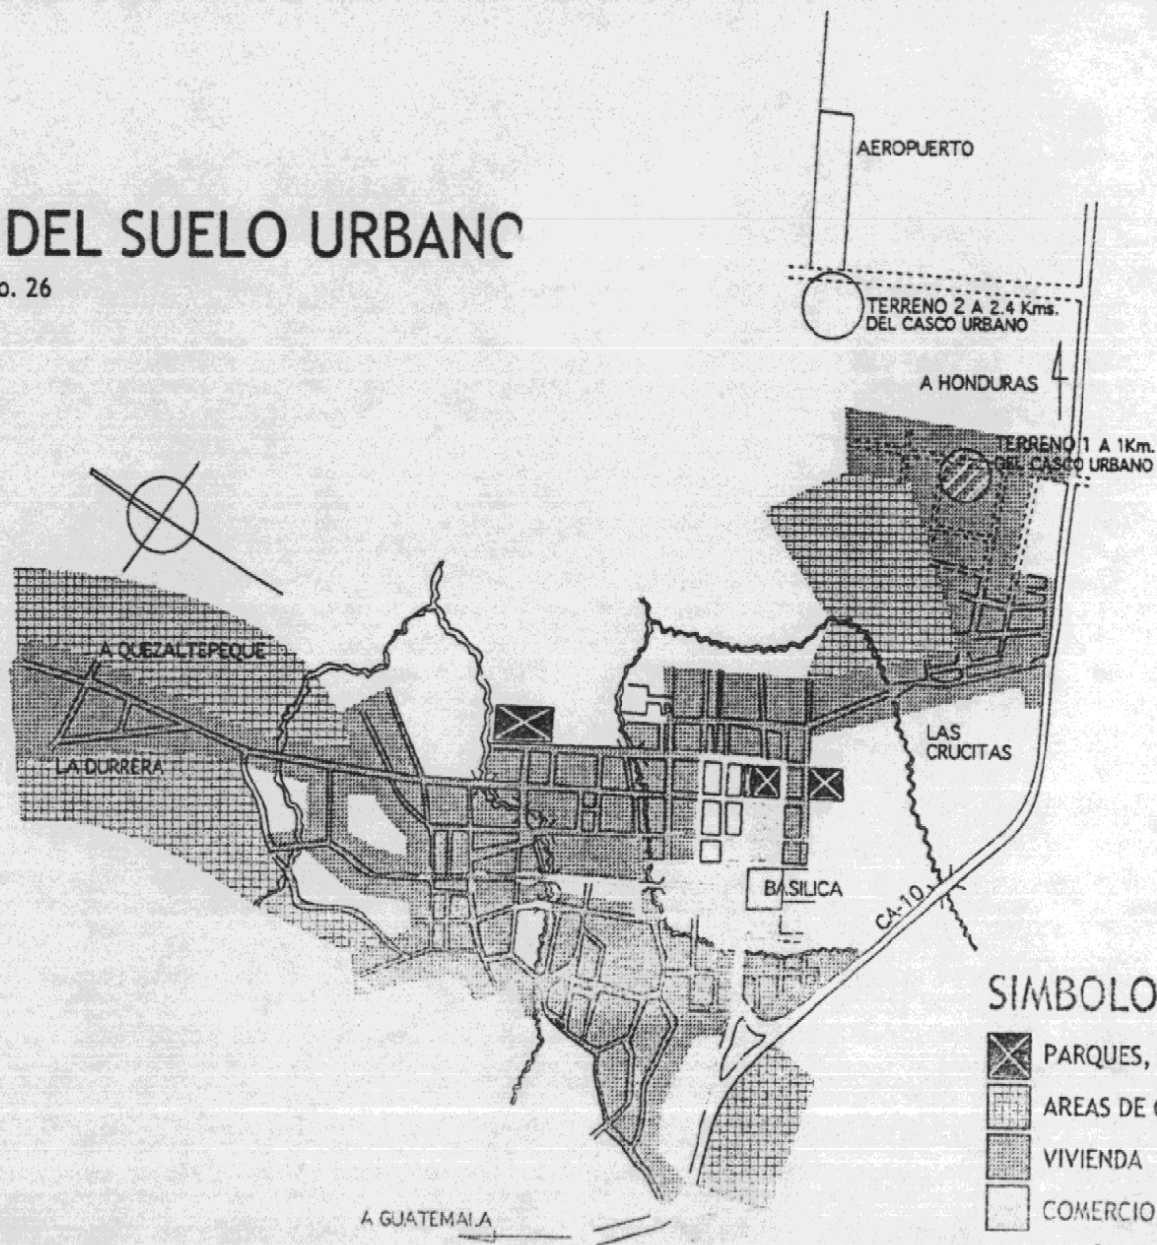 DEL SUELO URBANO
o. 26
AEROPUERTO
TERRENO 2 A 2.4 Kms.
DEL CASCO URBANO
A HONDURAS
TERRENO 1 A 1Km.
DEL CASCO URBANO
A QUEZALTEPEQUE
LA DURRERA
LAS
CRUCITAS
BASILICA
CA-10
SIMBOLO
PARQUES,
AREAS DE
VIVIENDA
COMERCIO
A GUATEMALA